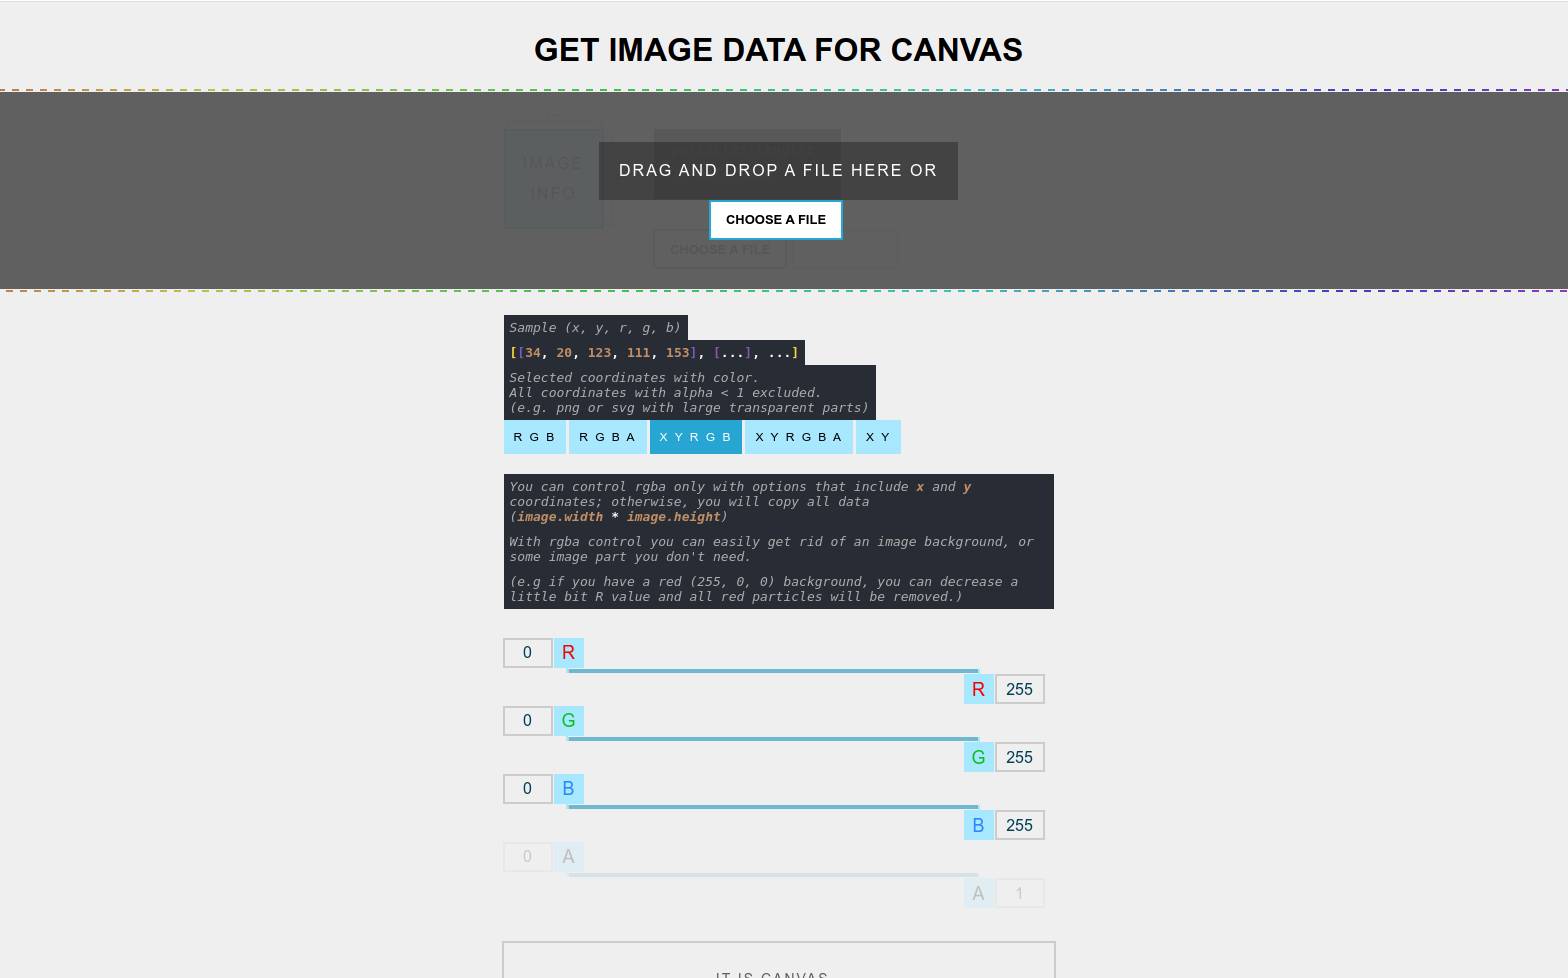 GET IMAGE DATA FOR CANVAS
IMAGE
INFO
DRAG AND DROP A FILE HERE OR
CHOOSE A FILE
CHOOSE A FILE
Sample (x, y, r, g, b)
[[34, 20, 123, 111, 153], [...], ...]
Selected coordinates with color.
All coordinates with alpha < 1 excluded.
(e.g. png or svg with large transparent parts)
R G B R G B A X Y R G B X Y R G B A X Y
You can control rgba only with options that include x and y
coordinates; otherwise, you will copy all data
(image.width * image.height)
With rgba control you can easily get rid of an image background, or
some image part you don't need.
(e.g if you have a red (255, 0, 0) background, you can decrease a
little bit R value and all red particles will be removed.)
0 R
R 255
0 G
G 255
0 B
B 255
0 A
A 1
IT IS CANVAS